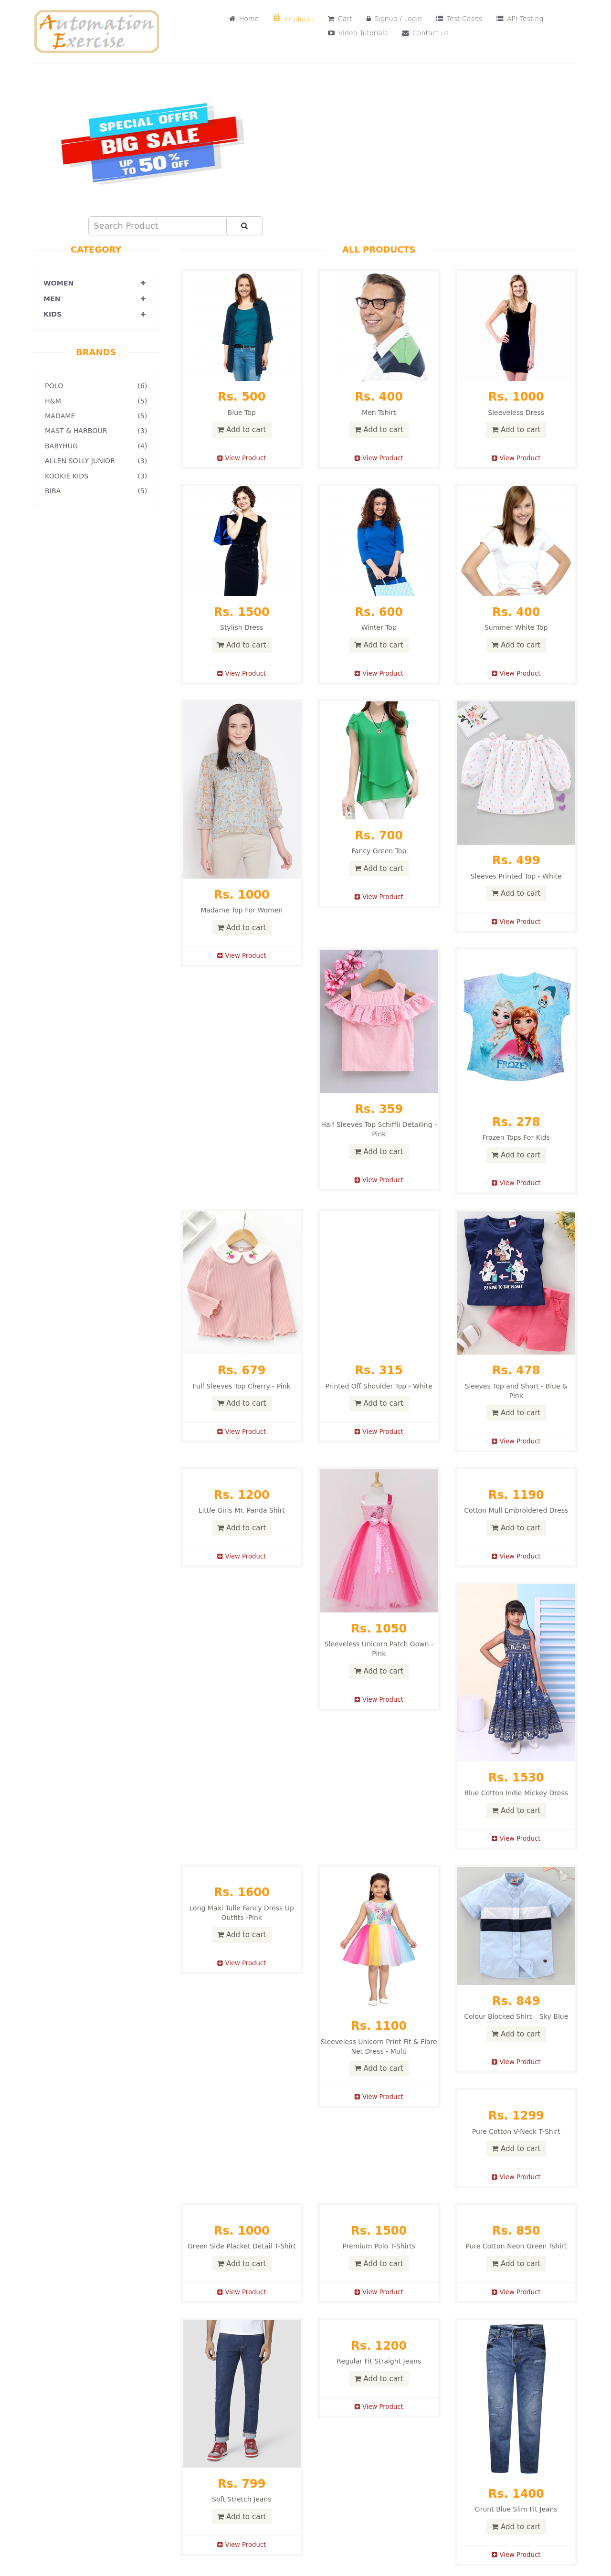 Automation
Exercise
Home
Products
Cart
Signup / Login
Test Cases
API Testing
Video Tutorials
Contact us
SPECIAL OFFER
BIG SALE
UP TO 50% OFF
Search Product
CATEGORY
WOMEN
MEN
KIDS
BRANDS
POLO (6)
H&M (5)
MADAME (5)
MAST & HARBOUR (3)
BABYHUG (4)
ALLEN SOLLY JUNIOR (3)
KOOKIE KIDS (3)
BIBA (5)
ALL PRODUCTS
Rs. 500
Blue Top
Add to cart
View Product
Rs. 400
Men Tshirt
Add to cart
View Product
Rs. 1000
Sleeveless Dress
Add to cart
View Product
Rs. 1500
Stylish Dress
Add to cart
View Product
Rs. 600
Winter Top
Add to cart
View Product
Rs. 400
Summer White Top
Add to cart
View Product
Rs. 1000
Madame Top For Women
Add to cart
View Product
Rs. 700
Fancy Green Top
Add to cart
View Product
Rs. 499
Sleeves Printed Top - White
Add to cart
View Product
Rs. 359
Half Sleeves Top Schiffli Detailing -
Pink
Add to cart
View Product
FROZEN
Rs. 278
Frozen Tops For Kids
Add to cart
View Product
Rs. 679
Full Sleeves Top Cherry - Pink
Add to cart
View Product
Rs. 315
Printed Off Shoulder Top - White
Add to cart
View Product
BE KIND TO THE PLANET
Rs. 478
Sleeves Top and Short - Blue &
Pink
Add to cart
View Product
Rs. 1200
Little Girls Mr. Panda Shirt
Add to cart
View Product
Rs. 1050
Sleeveless Unicorn Patch Gown -
Pink
Add to cart
View Product
Rs. 1190
Cotton Mull Embroidered Dress
Add to cart
View Product
Rs. 1530
Blue Cotton Indie Mickey Dress
Add to cart
View Product
Rs. 1600
Long Maxi Tulle Fancy Dress Up
Outfits -Pink
Add to cart
View Product
Rs. 1100
Sleeveless Unicorn Print Fit & Flare
Net Dress - Multi
Add to cart
View Product
Rs. 849
Colour Blocked Shirt – Sky Blue
Add to cart
View Product
Rs. 1299
Pure Cotton V-Neck T-Shirt
Add to cart
View Product
Rs. 1000
Green Side Placket Detail T-Shirt
Add to cart
View Product
Rs. 1500
Premium Polo T-Shirts
Add to cart
View Product
Rs. 850
Pure Cotton Neon Green Tshirt
Add to cart
View Product
Rs. 799
Soft Stretch Jeans
Add to cart
View Product
Rs. 1200
Regular Fit Straight Jeans
Add to cart
View Product
Rs. 1400
Grunt Blue Slim Fit Jeans
Add to cart
View Product